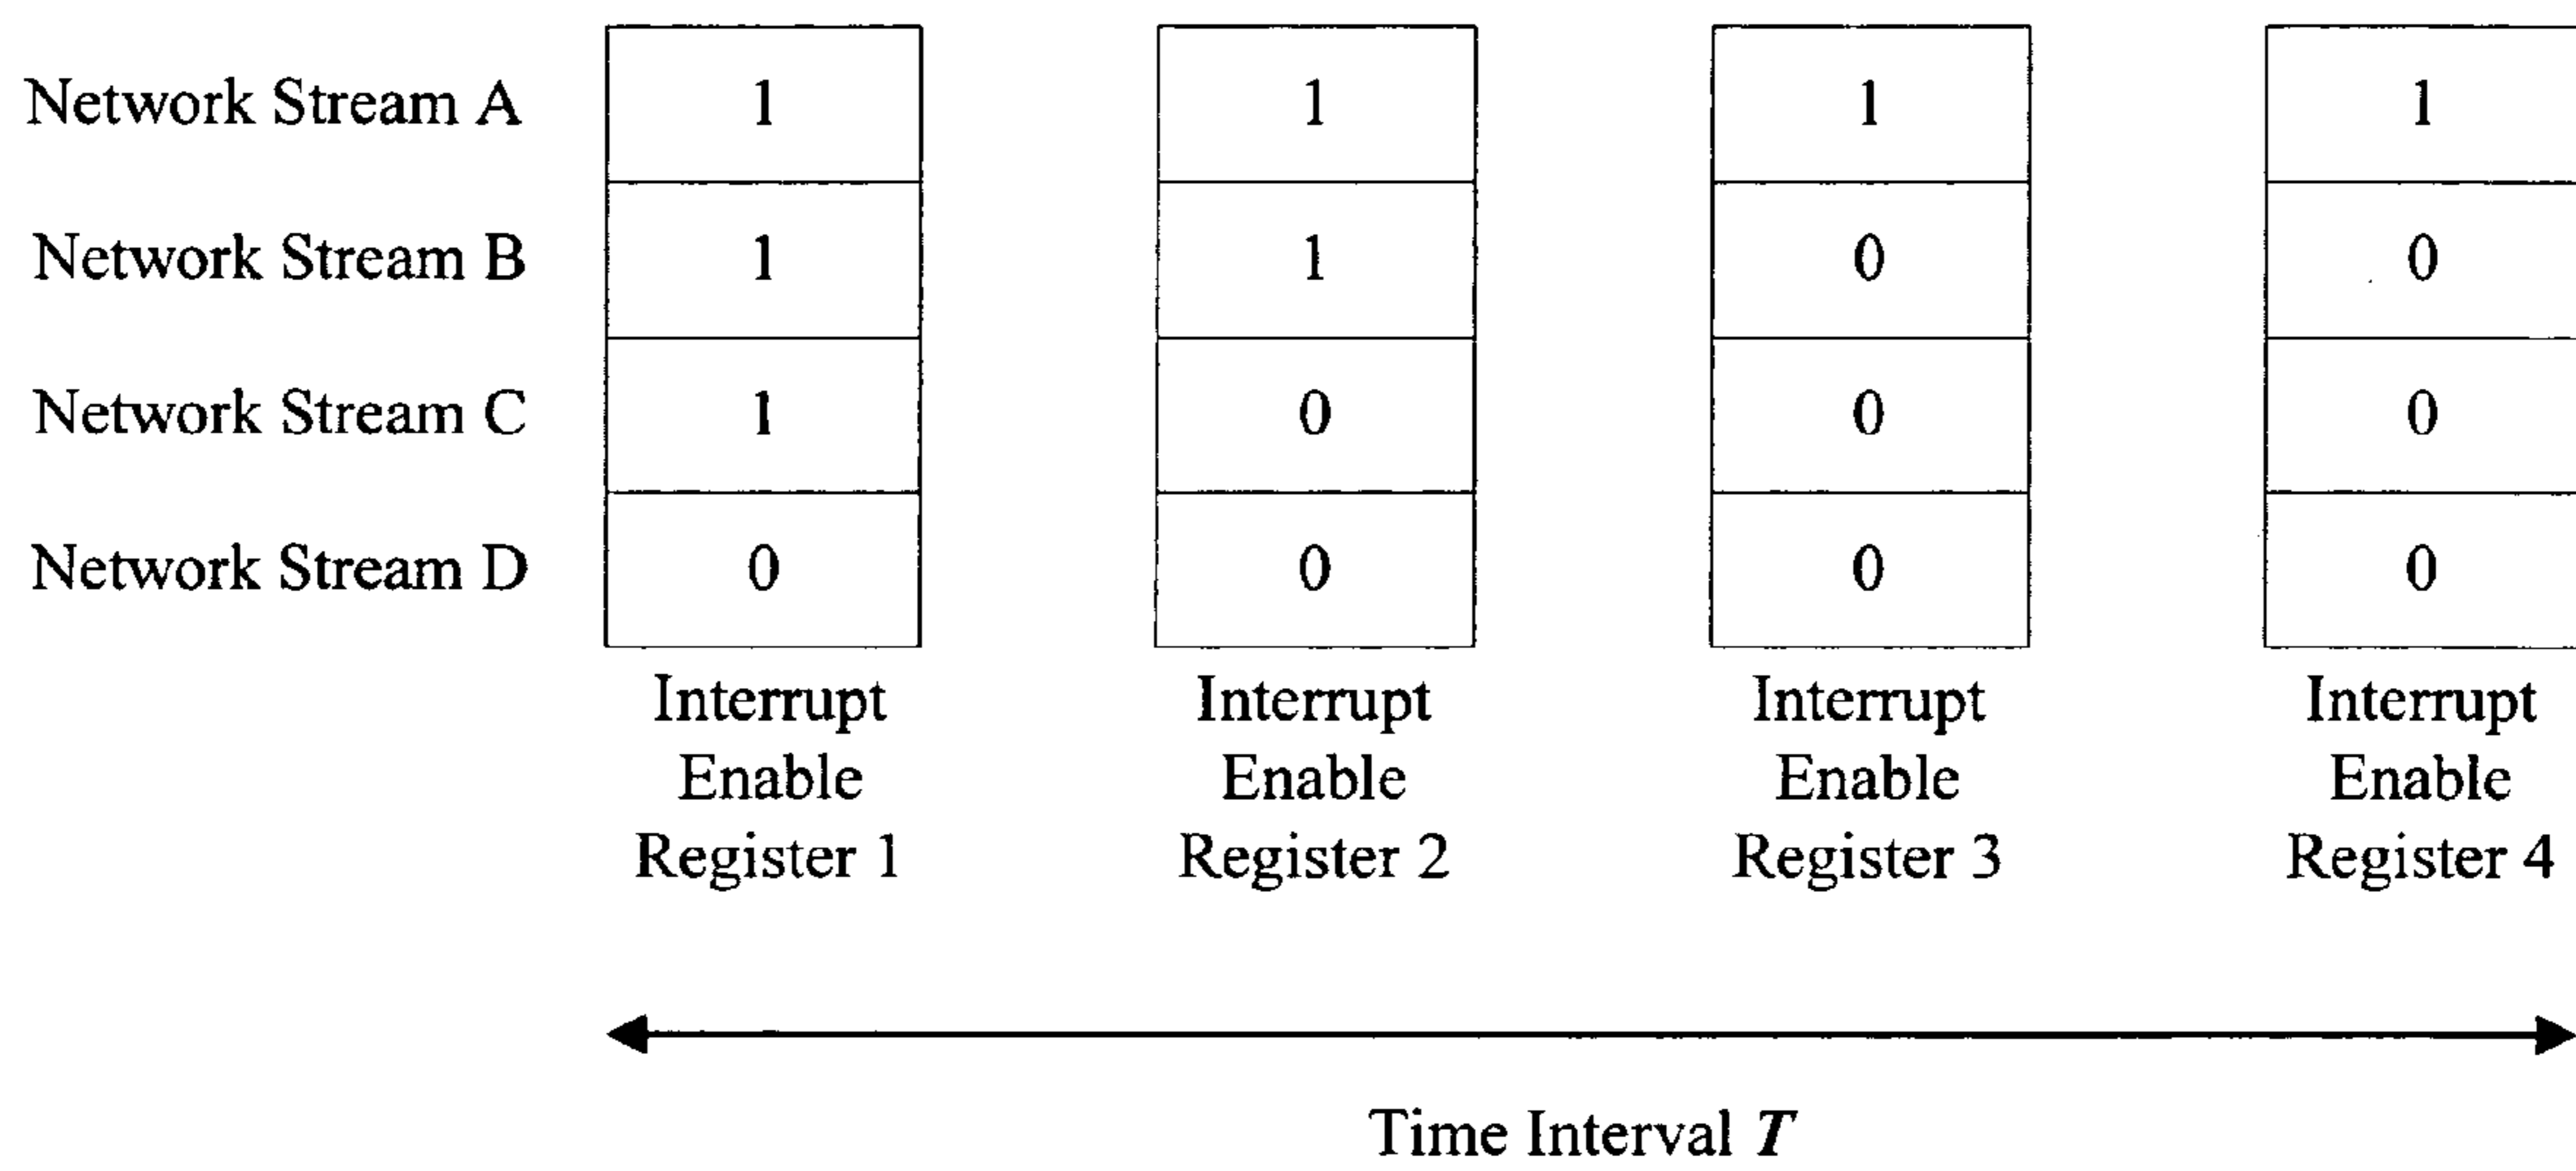 Network Stream A 1 1 1 1
Network Stream B 1 1 0 0
Network Stream C 1 0 0 0
Network Stream D 0 0 0 0
Interrupt Interrupt Interrupt Interrupt
Enable Enable Enable Enable
Register 1 Register 2 Register 3 Register 4
Time Interval T